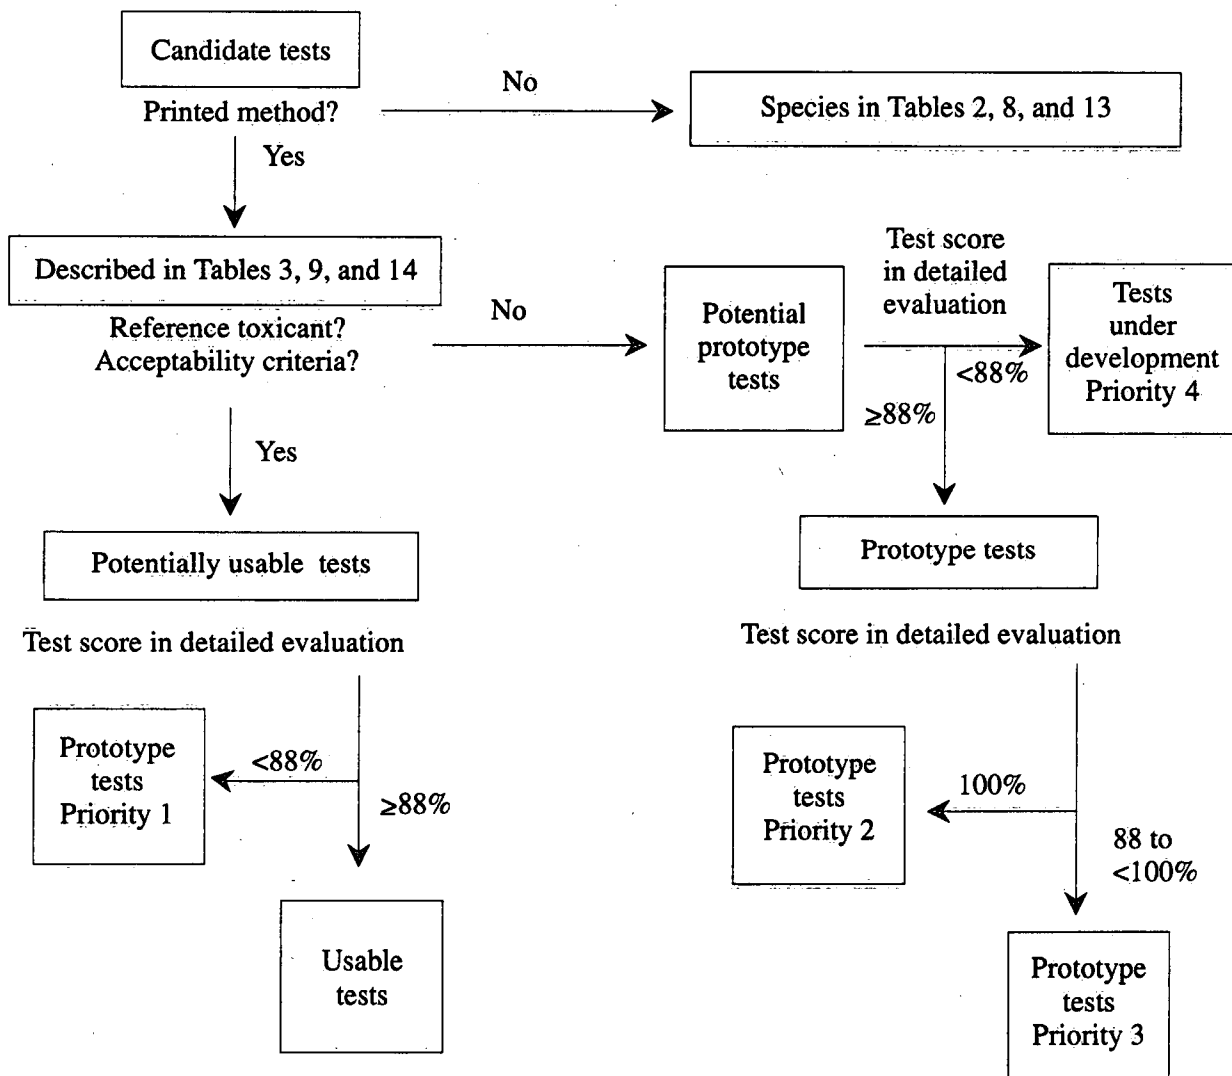 Candidate tests
Printed method?
No
Species in Tables 2, 8, and 13
Yes
Described in Tables 3, 9, and 14
Reference toxicant?
Acceptability criteria?
No
Potential
prototype
tests
Test score
in detailed
evaluation
<88%
≥88%
Tests
under
development
Priority 4
Yes
Potentially usable tests
Prototype tests
Test score in detailed evaluation
Prototype
tests
Priority 1
<88%
≥88%
Usable
tests
Test score in detailed evaluation
Prototype
tests
Priority 2
100%
88 to
<100%
Prototype
tests
Priority 3